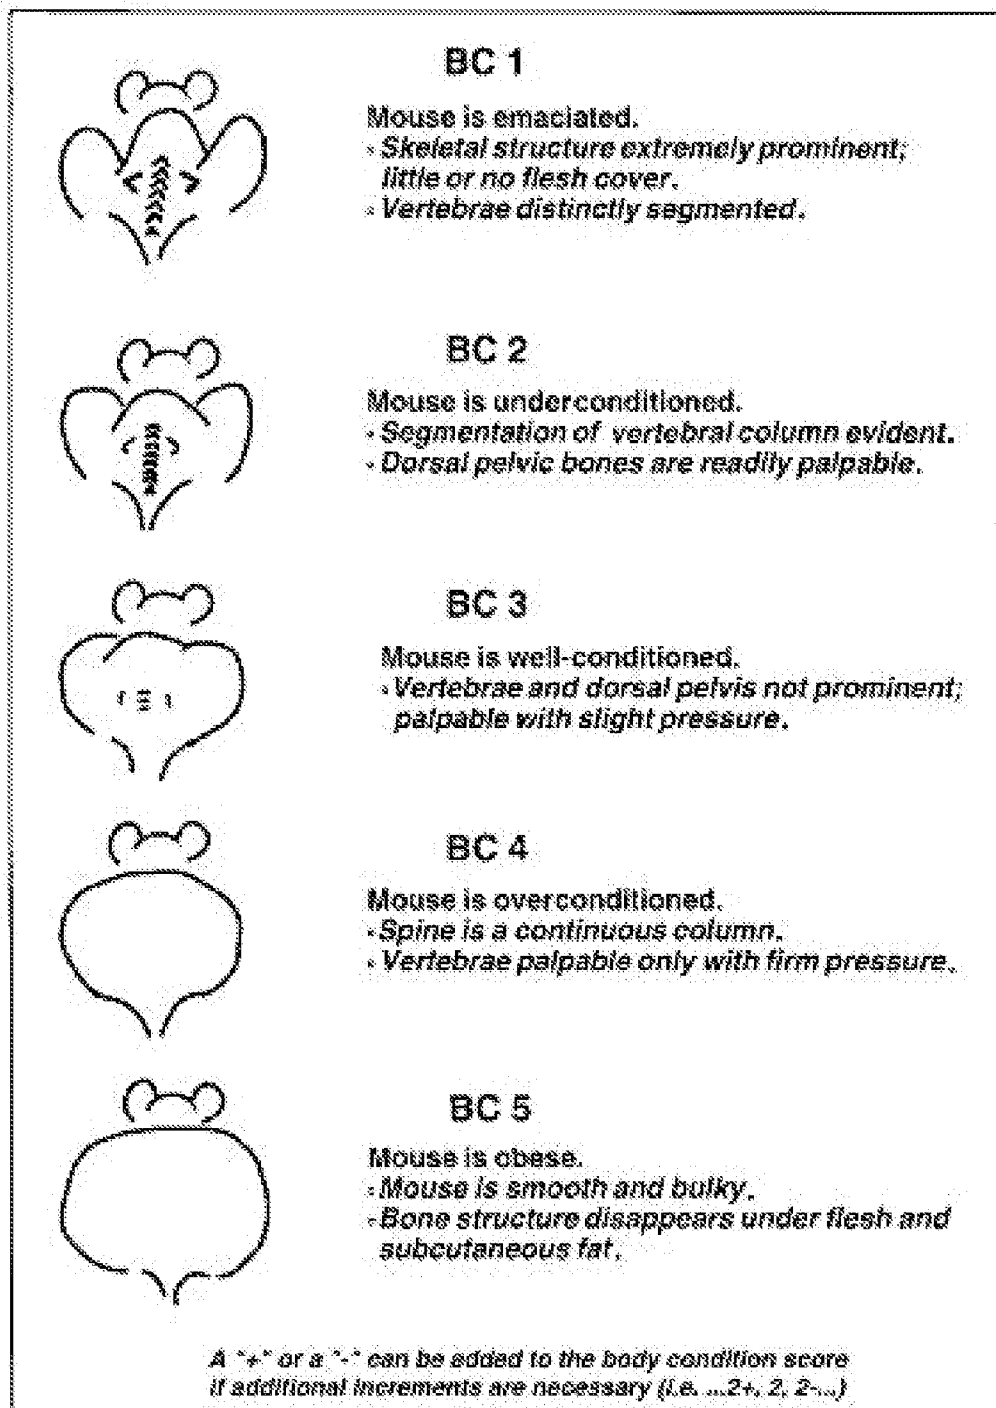 BC 1
Mouse is emaciated.
• Skeletal structure extremely prominent;
little or no flesh cover.
• Vertebrae distinctly segmented.
BC 2
Mouse is underconditioned.
• Segmentation of vertebral column evident.
• Dorsal pelvic bones are readily palpable.
BC 3
Mouse is well-conditioned.
• Vertebrae and dorsal pelvis not prominent;
palpable with slight pressure.
BC 4
Mouse is overconditioned.
• Spine is a continuous column.
• Vertebrae palpable only with firm pressure.
BC 5
Mouse is obese.
• Mouse is smooth and bulky.
• Bone structure disappears under flesh and
subcutaneous fat.
A "+" or a "-" can be added to the body condition score
if additional increments are necessary (i.e. ...2+, 2, 2-...)